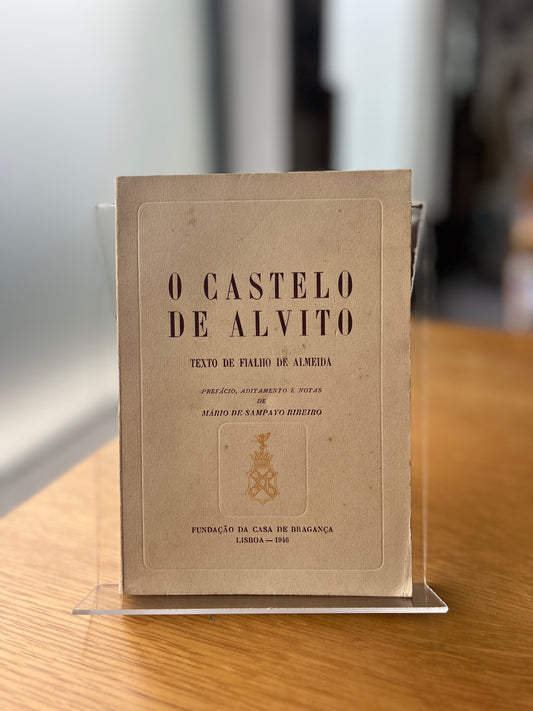 O CASTELO
DE ALVITO
TEXTO DE FIALHO DE ALMEIDA
PREFÁCIO, ADITAMENTO E NOTAS
DE
MÁRIO DE SAMPAYO RIBEIRO
FUNDAÇÃO DA CASA DE BRAGANÇA
LISBOA — 1946